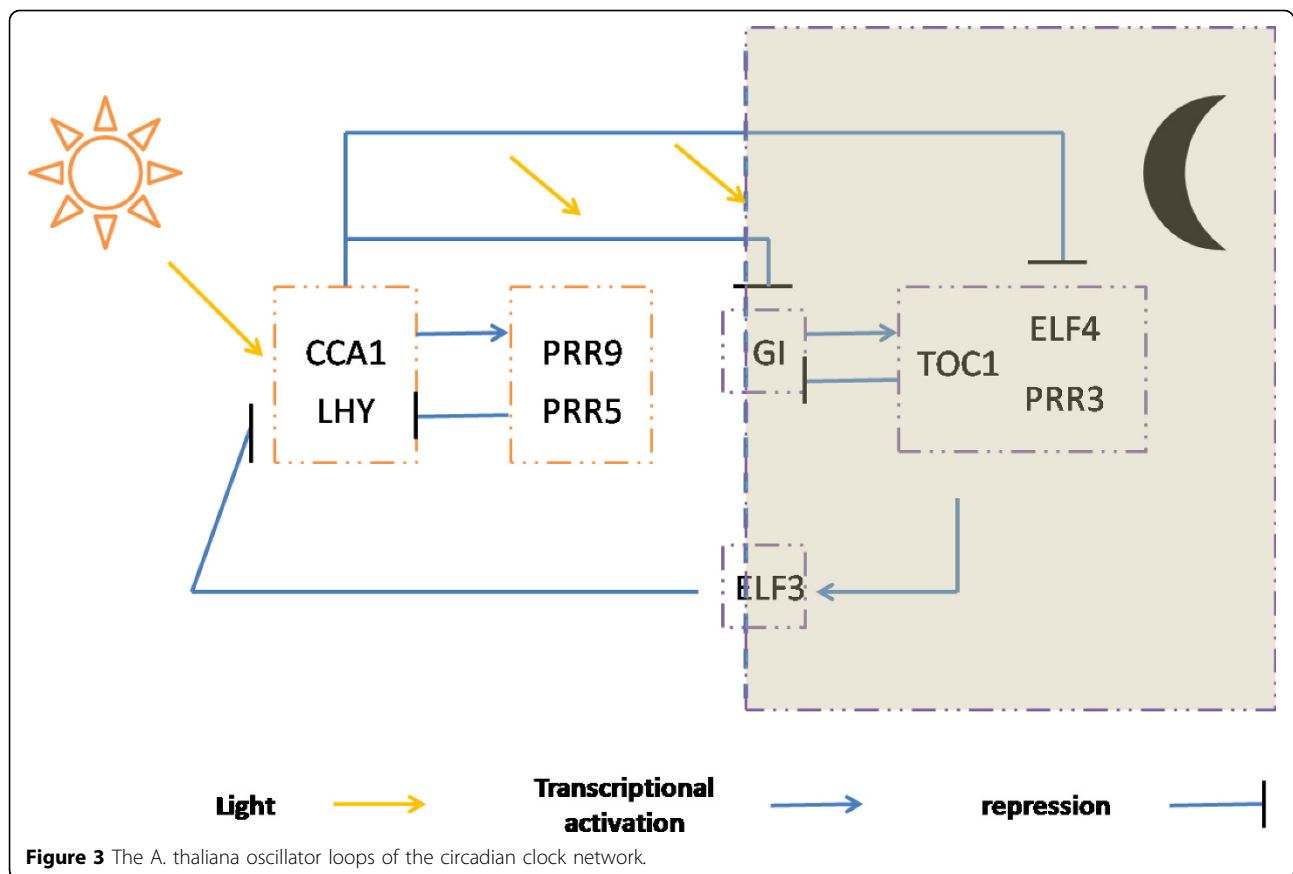 CCA1
LHY
PRR9
PRR5
GI
TOC1
ELF4
PRR3
ELF3
Light
Transcriptional
activation
repression
Figure 3 The A. thaliana oscillator loops of the circadian clock network.